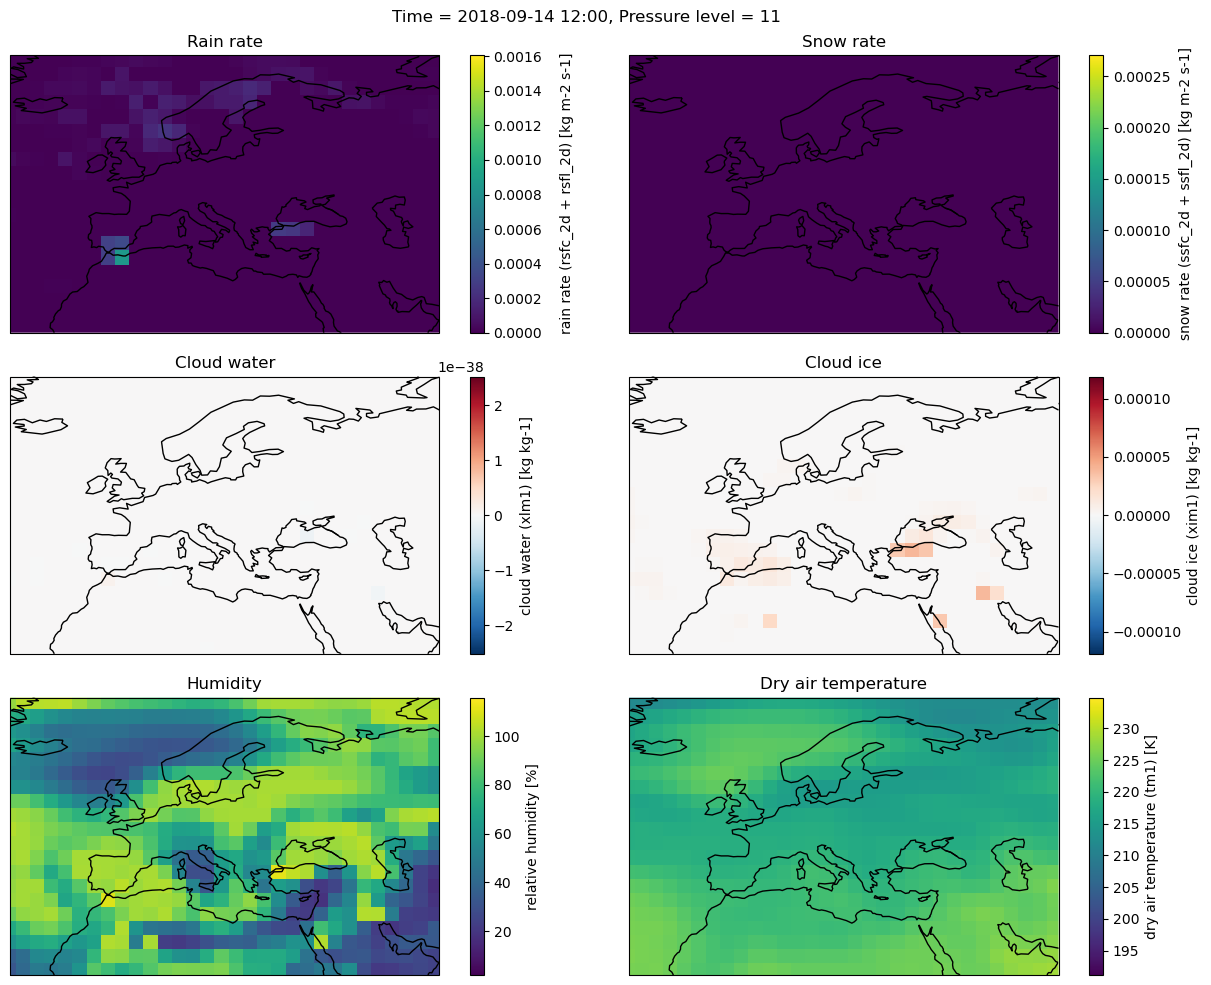 Time = 2018-09-14 12:00, Pressure level = 11
Rain rate
0.0016
0.0014
0.0012
0.0010
0.0008
0.0006
0.0004
0.0002
0.0000
rain rate (rsfc_2d + rsfl_2d) [kg m-2 s-1]
Snow rate
0.00025
0.00020
0.00015
0.00010
0.00005
0.00000
snow rate (ssfc_2d + ssfl_2d) [kg m-2 s-1]
Cloud water
1e−38
2
1
0
−1
−2
cloud water (xlm1) [kg kg-1]
Cloud ice
0.00010
0.00005
0.00000
−0.00005
−0.00010
cloud ice (xim1) [kg kg-1]
Humidity
100
80
60
40
20
relative humidity [%]
Dry air temperature
230
225
220
215
210
205
200
195
dry air temperature (tm1) [K]